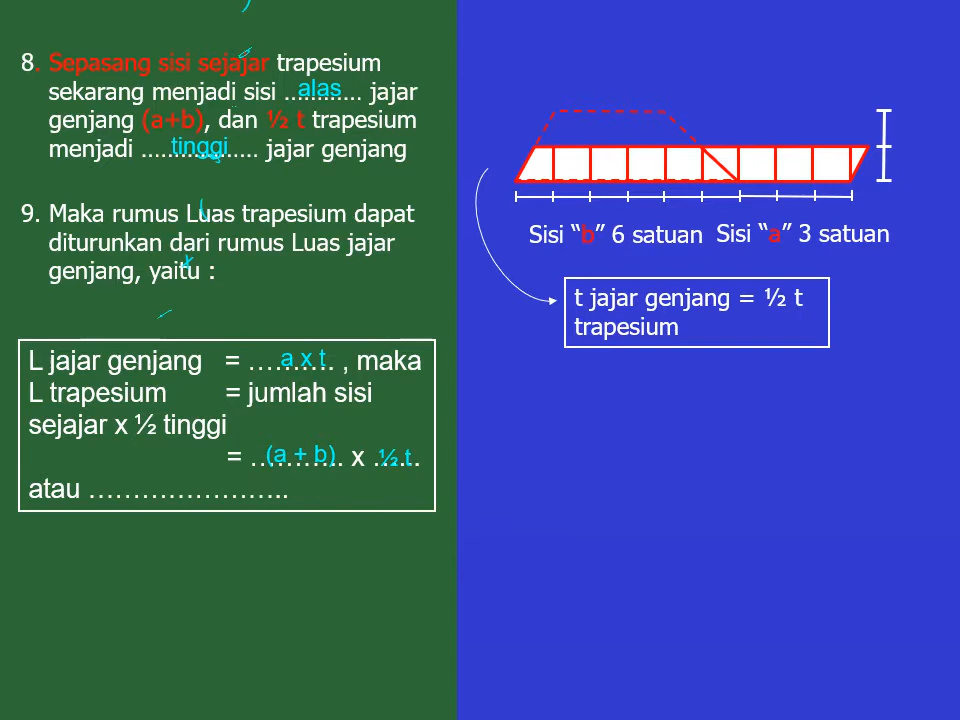 8. Sepasang sisi sejajar trapesium
sekarang menjadi sisi ………… jajar
alas
genjang (a+b), dan ½ t trapesium
menjadi ……………… jajar genjang
tinggi
9. Maka rumus Luas trapesium dapat
diturunkan dari rumus Luas jajar
genjang, yaitu :
L jajar genjang = ………. , maka
a x t
L trapesium = jumlah sisi
sejajar x ½ tinggi
= ……….. x ......
(a + b) ½ t
atau …………………..
Sisi “b” 6 satuan Sisi “a” 3 satuan
t jajar genjang = ½ t
trapesium